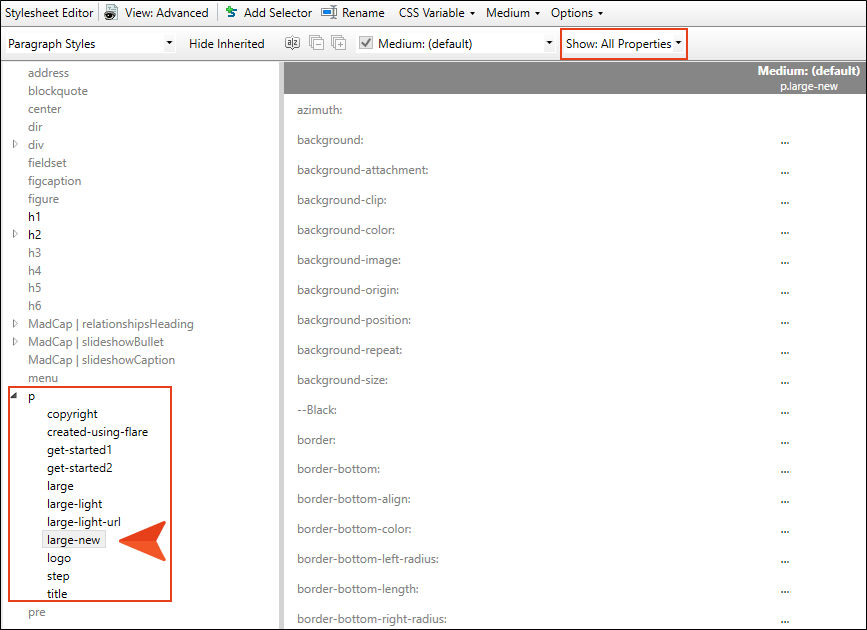 Stylesheet Editor View: Advanced Add Selector Rename CSS Variable Medium Options
Paragraph Styles Hide Inherited Medium: (default) Show: All Properties
address
blockquote
center
dir
div
fieldset
figcaption
figure
h1
h2
h3
h4
h5
h6
MadCap | relationshipsHeading
MadCap | slideshowBullet
MadCap | slideshowCaption
menu
p
copyright
created-using-flare
get-started1
get-started2
large
large-light
large-light-url
large-new
logo
step
title
pre
Medium: (default)
p.large-new
azimuth:
background: ...
background-attachment: ...
background-clip: ...
background-color: ...
background-image: ...
background-origin: ...
background-position: ...
background-repeat: ...
background-size: ...
--Black: ...
border: ...
border-bottom: ...
border-bottom-align: ...
border-bottom-color: ...
border-bottom-left-radius: ...
border-bottom-length: ...
border-bottom-right-radius: ...